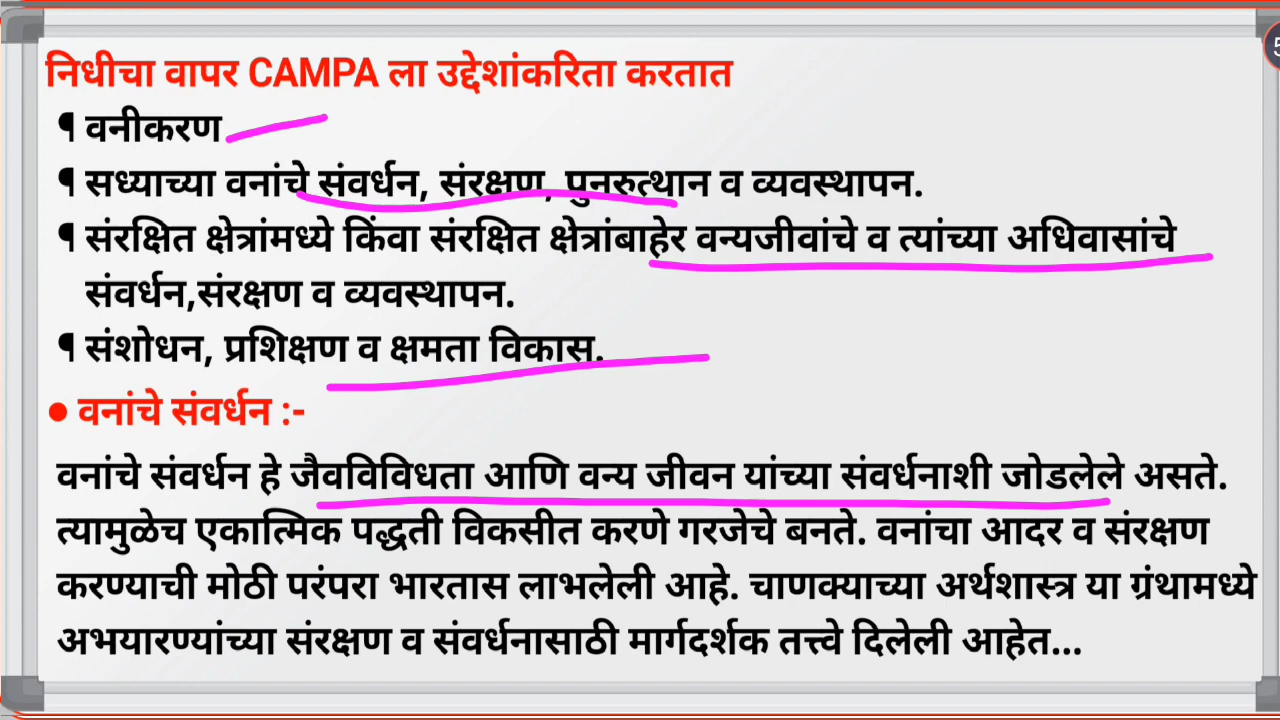 निधीचा वापर CAMPA ला उद्देशांकरिता करतात
¶ वनीकरण
¶ सध्याच्या वनांचे संवर्धन, संरक्षण, पुनरुत्थान व व्यवस्थापन.
¶ संरक्षित क्षेत्रांमध्ये किंवा संरक्षित क्षेत्रांबाहेर वन्यजीवांचे व त्यांच्या अधिवासांचे
संवर्धन,संरक्षण व व्यवस्थापन.
¶ संशोधन, प्रशिक्षण व क्षमता विकास.
● वनांचे संवर्धन :-
वनांचे संवर्धन हे जैवविविधता आणि वन्य जीवन यांच्या संवर्धनाशी जोडलेले असते.
त्यामुळेच एकात्मिक पद्धती विकसीत करणे गरजेचे बनते. वनांचा आदर व संरक्षण
करण्याची मोठी परंपरा भारतास लाभलेली आहे. चाणक्याच्या अर्थशास्त्र या ग्रंथामध्ये
अभयारण्यांच्या संरक्षण व संवर्धनासाठी मार्गदर्शक तत्त्वे दिलेली आहेत...